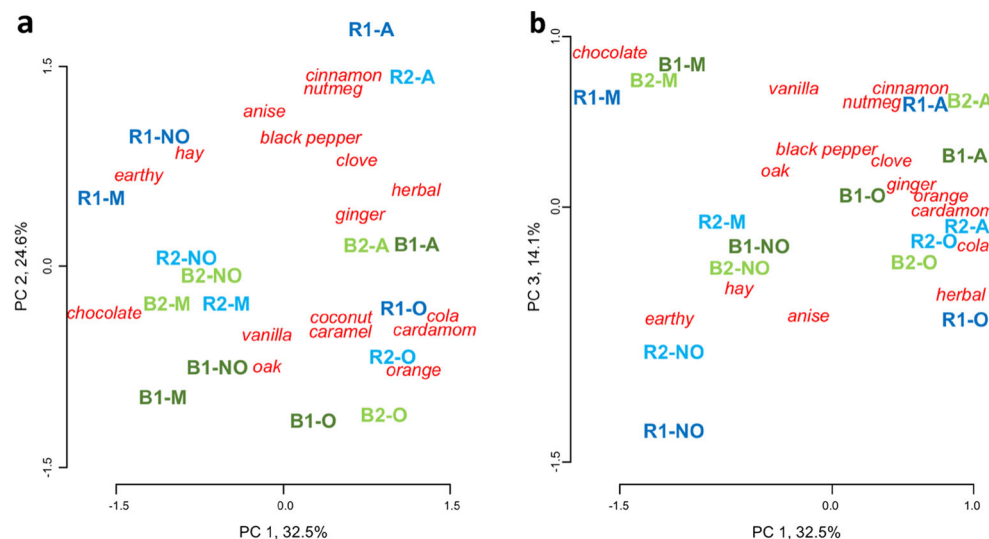 a
R1-A
1.5
cinnamon
R2-A
nutmeg
anise
R1-NO
black pepper
hay
clove
earthy
herbal
R1-M
ginger
B2-A
B1-A
0.0
R2-NO
B2-NO
B2-M
R2-M
R1-O
chocolate
coconut
cola
vanilla
caramel
cardamom
R2-O
B1-NO
oak
orange
B1-M
B1-O
B2-O
-1.5
-1.5
0.0
1.5
PC 1, 32.5%
PC 2, 24.6%
b
1.0
chocolate
B1-M
B2-M
vanilla
cinnamon
R1-M
nutmeg
R1-A
B2-A
black pepper
clove
B1-A
oak
ginger
B1-O
orange
0.0
cardamom
R2-M
R2-A
R2-O
cola
B1-NO
B2-NO
B2-O
hay
herbal
earthy
anise
R1-O
R2-NO
R1-NO
-1.5
-1.5
0.0
1.0
PC 1, 32.5%
PC 3, 14.1%